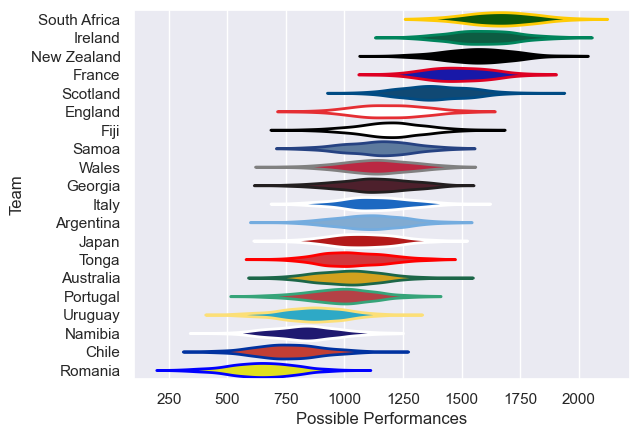 South Africa
Ireland
New Zealand
France
Scotland
England
Fiji
Samoa
Wales
Georgia
Italy
Argentina
Japan
Tonga
Australia
Portugal
Uruguay
Namibia
Chile
Romania
Team
250 500 750 1000 1250 1500 1750 2000
Possible Performances